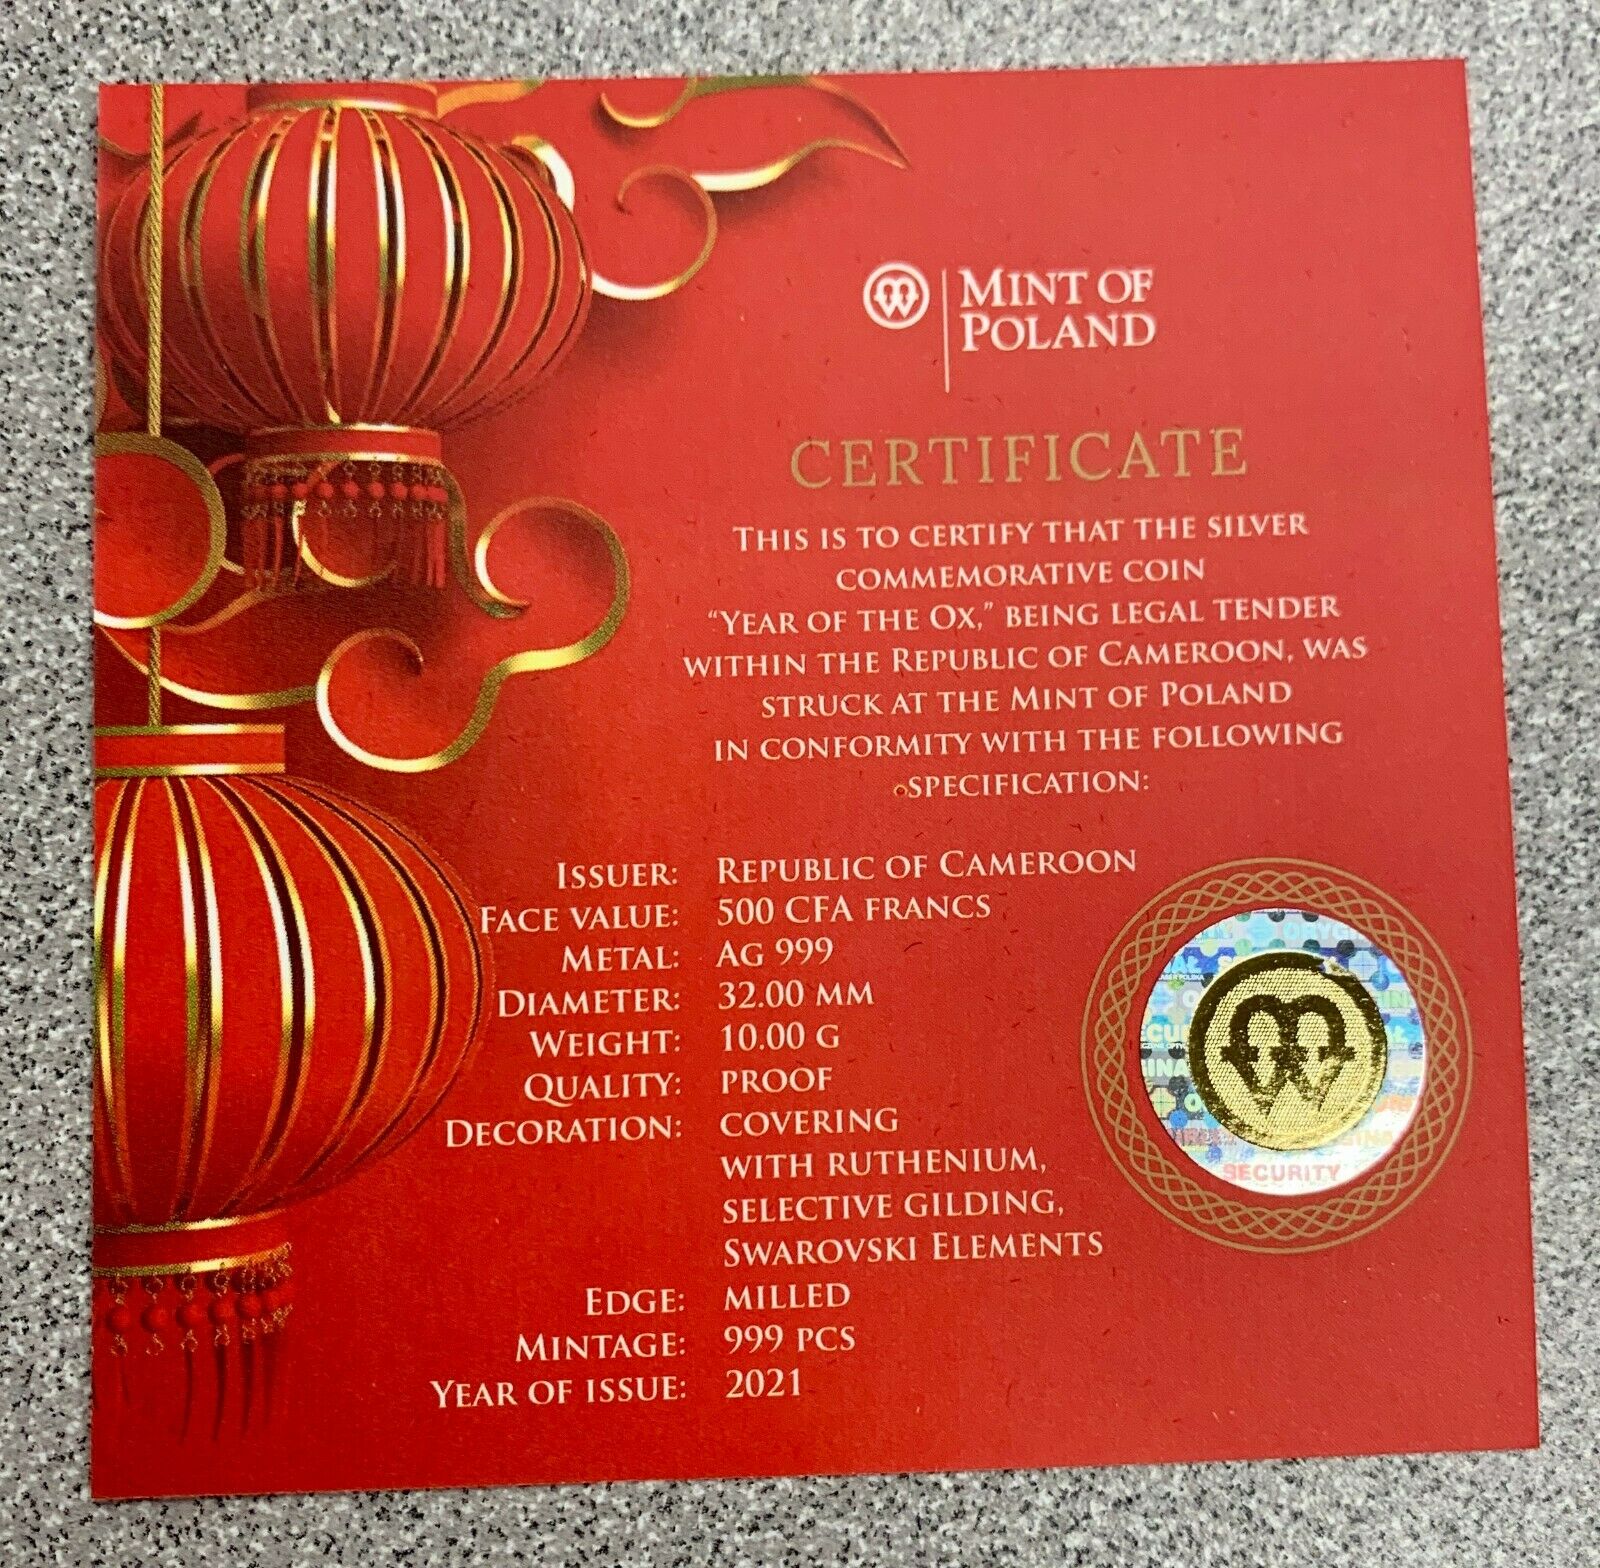 MINT OF
POLAND
CERTIFICATE
THIS IS TO CERTIFY THAT THE SILVER
COMMEMORATIVE COIN
“YEAR OF THE OX,” BEING LEGAL TENDER
WITHIN THE REPUBLIC OF CAMEROON, WAS
STRUCK AT THE MINT OF POLAND
IN CONFORMITY WITH THE FOLLOWING
SPECIFICATION:
ISSUER: REPUBLIC OF CAMEROON
FACE VALUE: 500 CFA FRANCS
METAL: AG 999
DIAMETER: 32.00 MM
WEIGHT: 10.00 G
QUALITY: PROOF
DECORATION: COVERING
WITH RUTHENIUM,
SELECTIVE GILDING,
SWAROVSKI ELEMENTS
EDGE: MILLED
MINTAGE: 999 PCS
YEAR OF ISSUE: 2021
SECURITY